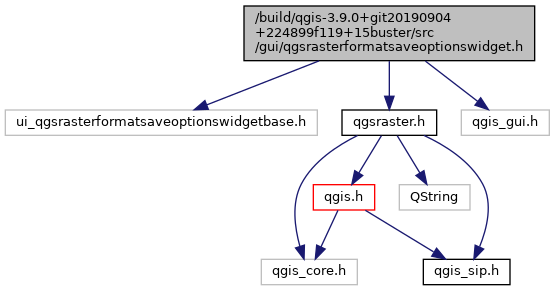 /build/qgis-3.9.0+git20190904
+224899f119+15buster/src
/gui/qgsrasterformatsaveoptionswidget.h
ui_qgsrasterformatsaveoptionswidgetbase.h
qgsraster.h
qgis_gui.h
qgis.h
QString
qgis_core.h
qgis_sip.h